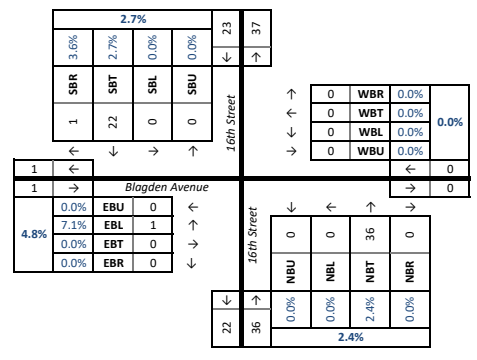 2.7%
23 37
3.6% 2.7% 0.0% 0.0%
↓ ↑
SBR SBT SBL SBU
1 22 0 0
16th Street
← ↓ → ↑
↑ 0 WBR 0.0%
← 0 WBT 0.0%
↓ 0 WBL 0.0%
→ 0 WBU 0.0%
0.0%
1 ← ← 0
1 → Blagden Avenue → 0
4.8%
0.0% EBU 0 ←
7.1% EBL 1 ↑
0.0% EBT 0 →
0.0% EBR 0 ↓
16th Street
↓ ← ↑ →
0 0 36 0
NBU NBL NBT NBR
↓ ↑
0.0% 0.0% 2.4% 0.0%
22 36
2.4%